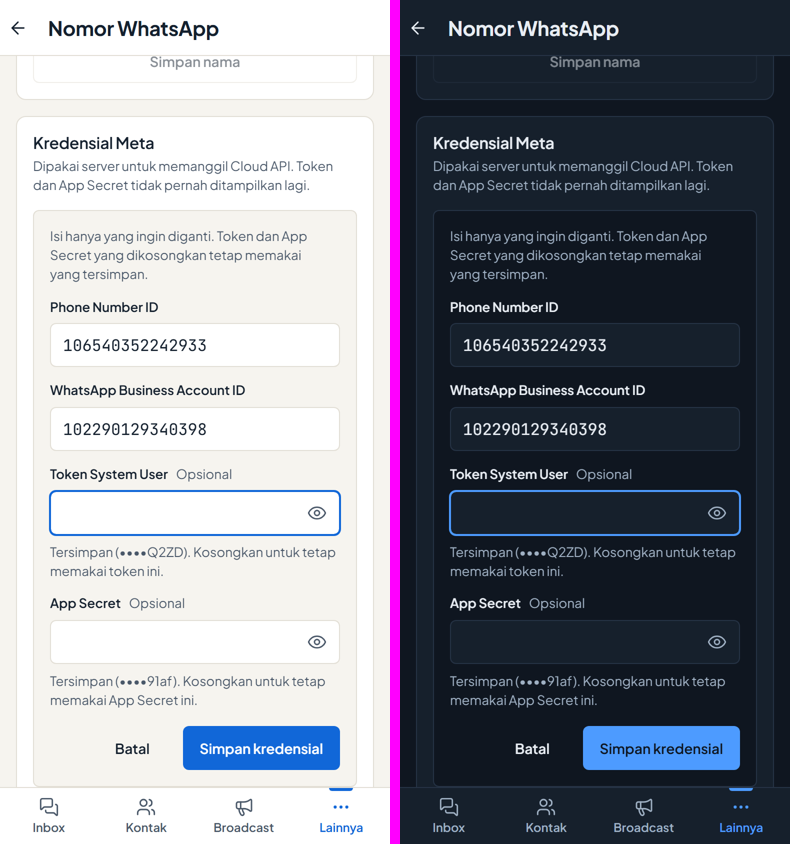 Nomor WhatsApp
Simpan nama
Kredensial Meta
Dipakai server untuk memanggil Cloud API. Token
dan App Secret tidak pernah ditampilkan lagi.
Isi hanya yang ingin diganti. Token dan App
Secret yang dikosongkan tetap memakai
yang tersimpan.
Phone Number ID
106540352242933
WhatsApp Business Account ID
102290129340398
Token System User Opsional
Tersimpan (••••Q2ZD). Kosongkan untuk tetap
memakai token ini.
App Secret Opsional
Tersimpan (••••91af). Kosongkan untuk tetap
memakai App Secret ini.
Batal Simpan kredensial
Inbox Kontak Broadcast Lainnya
Nomor WhatsApp
Simpan nama
Kredensial Meta
Dipakai server untuk memanggil Cloud API. Token
dan App Secret tidak pernah ditampilkan lagi.
Isi hanya yang ingin diganti. Token dan App
Secret yang dikosongkan tetap memakai
yang tersimpan.
Phone Number ID
106540352242933
WhatsApp Business Account ID
102290129340398
Token System User Opsional
Tersimpan (••••Q2ZD). Kosongkan untuk tetap
memakai token ini.
App Secret Opsional
Tersimpan (••••91af). Kosongkan untuk tetap
memakai App Secret ini.
Batal Simpan kredensial
Inbox Kontak Broadcast Lainnya